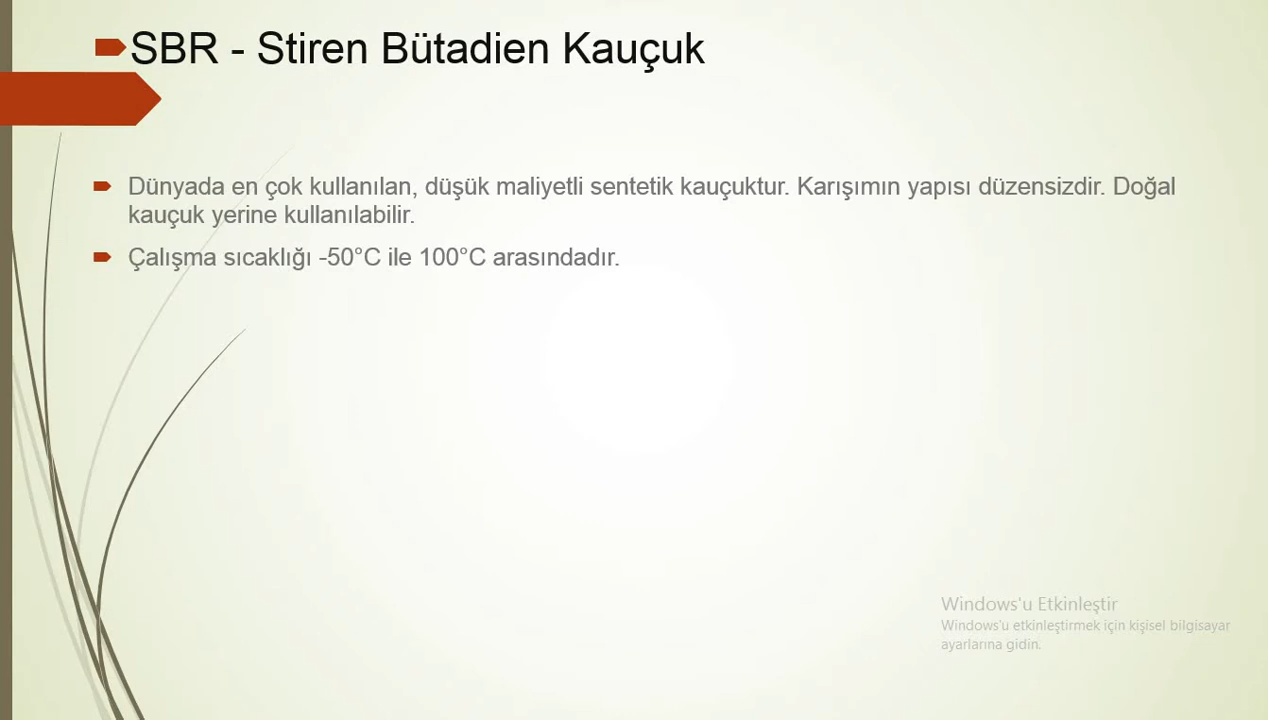 SBR - Stiren Bütadien Kauçuk
Dünyada en çok kullanılan, düşük maliyetli sentetik kauçuktur. Karışımın yapısı düzensizdir. Doğal
kauçuk yerine kullanılabilir.
Çalışma sıcaklığı -50°C ile 100°C arasındadır.
Windows'u Etkinleştir
Windows'u etkinleştirmek için kişisel bilgisayar
ayarlarına gidin.